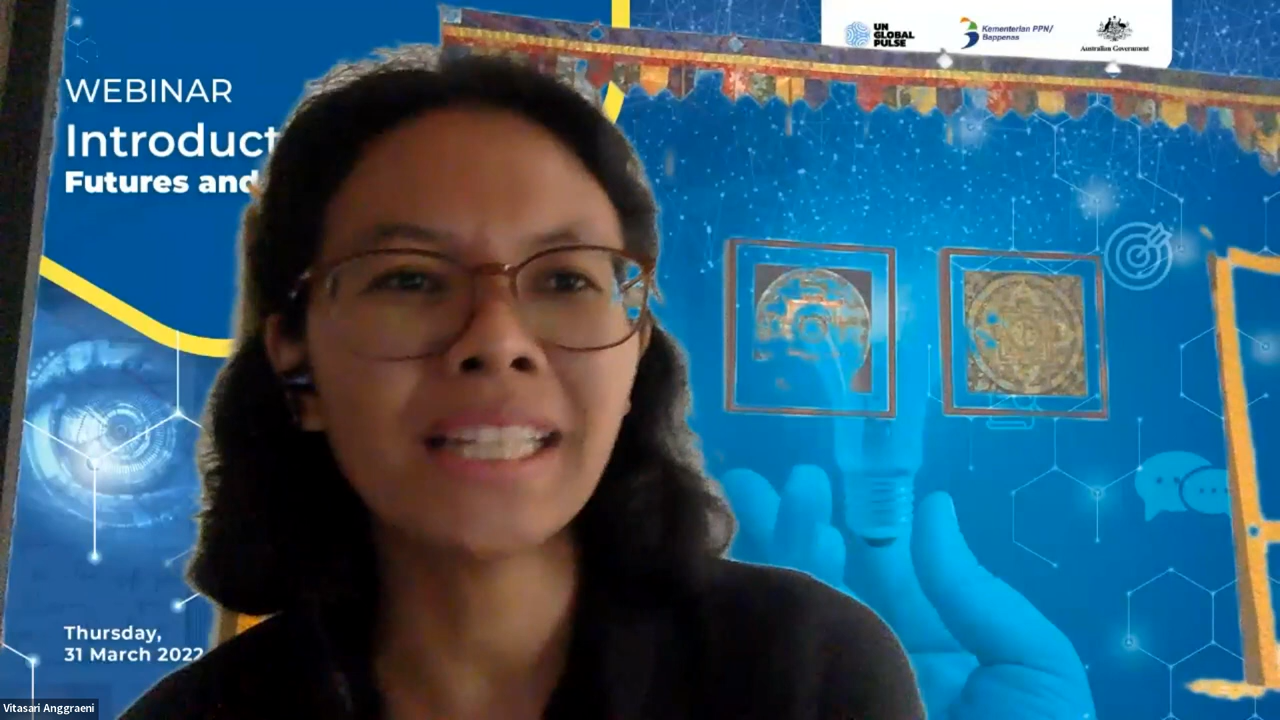 WEBINAR
Introduct
Futures and
UN
GLOBAL
PULSE
Kementerian PPN/
Bappenas
Australian Government
Thursday,
31 March 2022
Vitasari Anggraeni